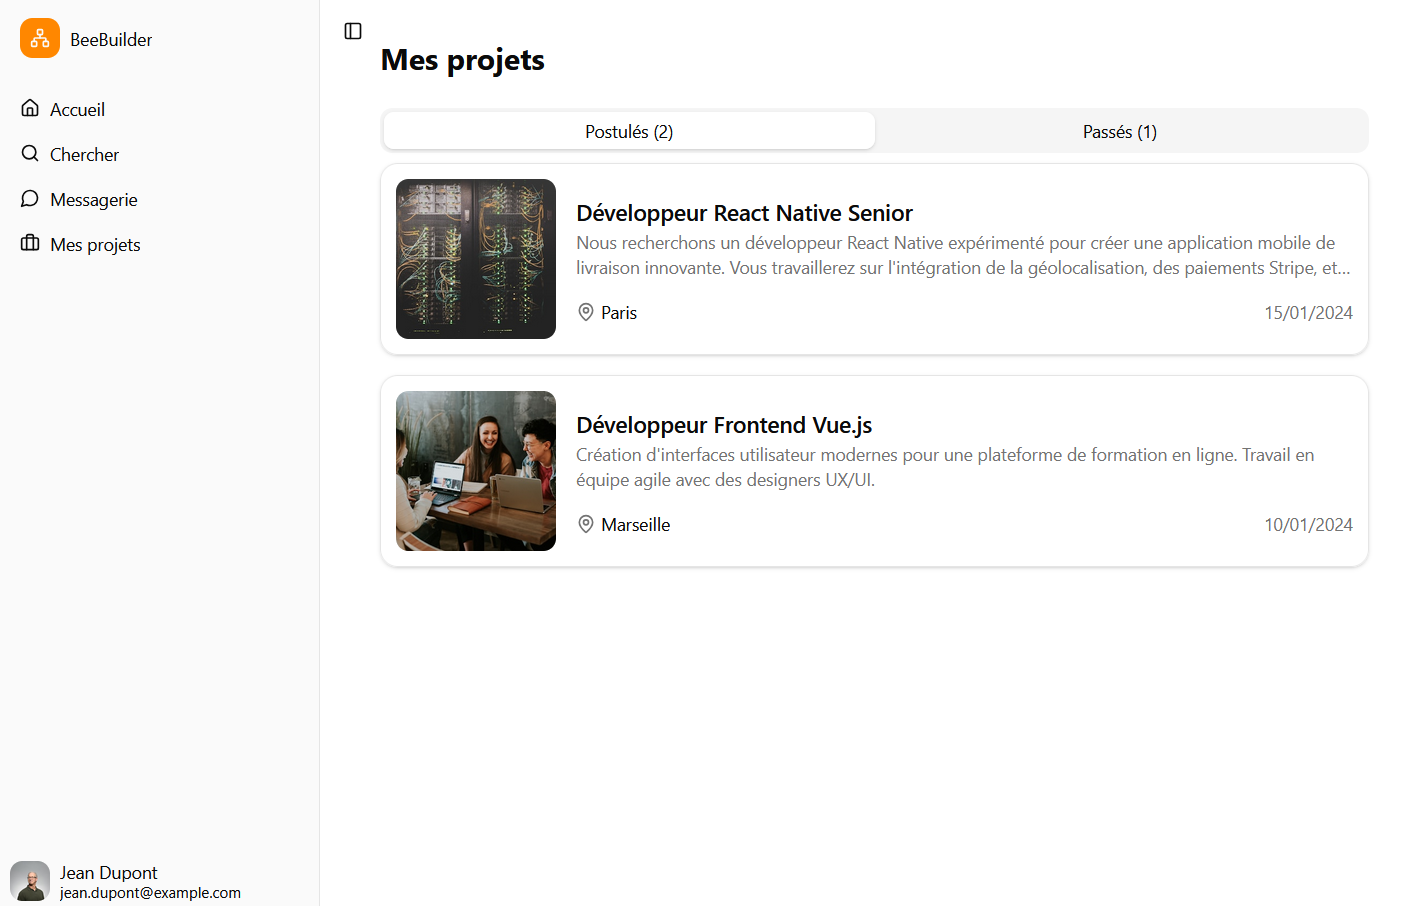 BeeBuilder
Accueil
Chercher
Messagerie
Mes projets
Jean Dupont
jean.dupont@example.com
Mes projets
Postulés (2)
Passés (1)
Développeur React Native Senior
Nous recherchons un développeur React Native expérimenté pour créer une application mobile de
livraison innovante. Vous travaillerez sur l'intégration de la géolocalisation, des paiements Stripe, et...
Paris
15/01/2024
Développeur Frontend Vue.js
Création d'interfaces utilisateur modernes pour une plateforme de formation en ligne. Travail en
équipe agile avec des designers UX/UI.
Marseille
10/01/2024